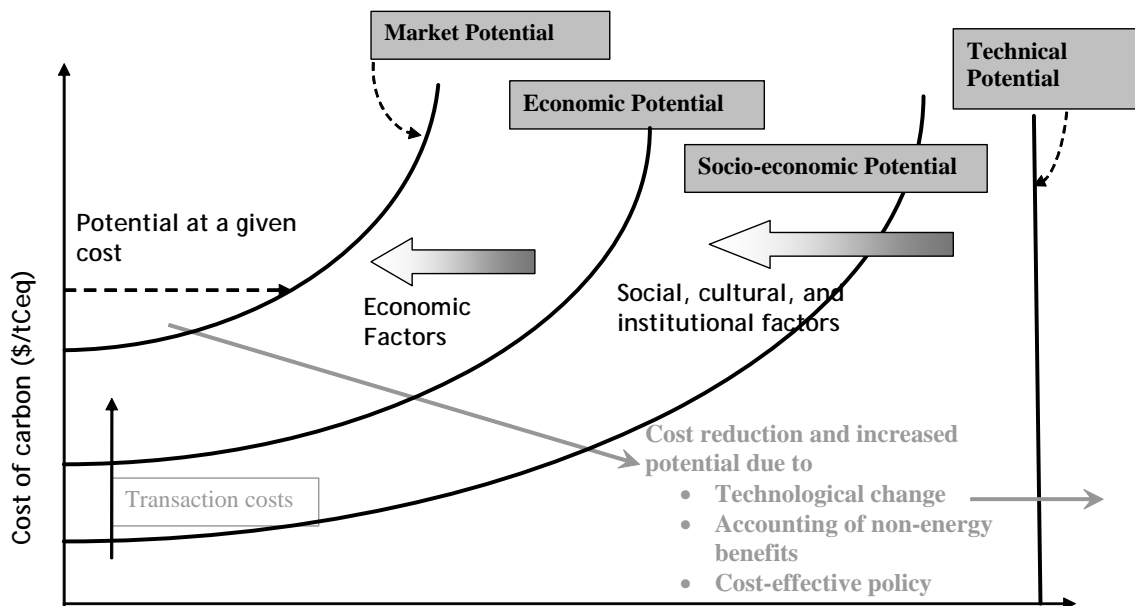 Market Potential
Technical
Potential
Economic Potential
Socio-economic Potential
Potential at a given
cost
Economic
Factors
Social, cultural, and
institutional factors
Cost of carbon ($/tCeq)
Transaction costs
Cost reduction and increased
potential due to
• Technological change
• Accounting of non-energy
benefits
• Cost-effective policy